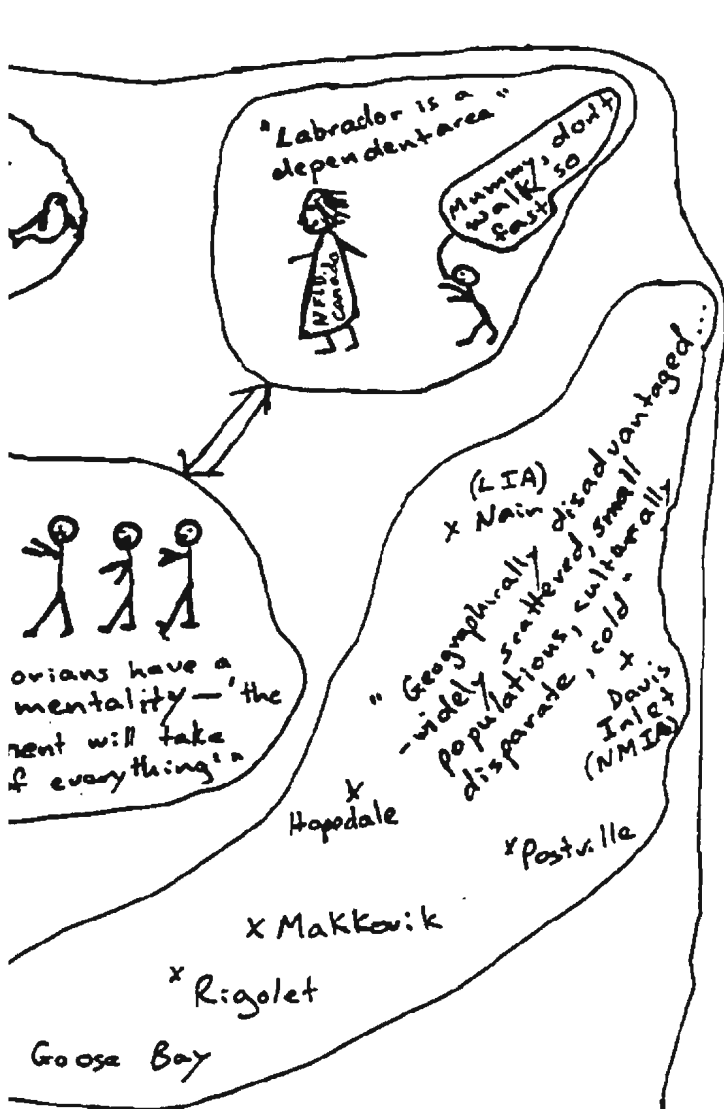 "Labrador is a
dependent area"
Mummy, don't
walk so
fast
NFLD.
Canada
(LIA)
x Nain
"Geographically disadvantaged...
-widely scattered, small
populations, culturally
disparate, cold"
x
Davis
Inlet
(NMIA)
orians have a
mentality — 'the
ment will take
f everything'"
x
Hopedale
x Postville
x Makkovik
x Rigolet
Goose Bay